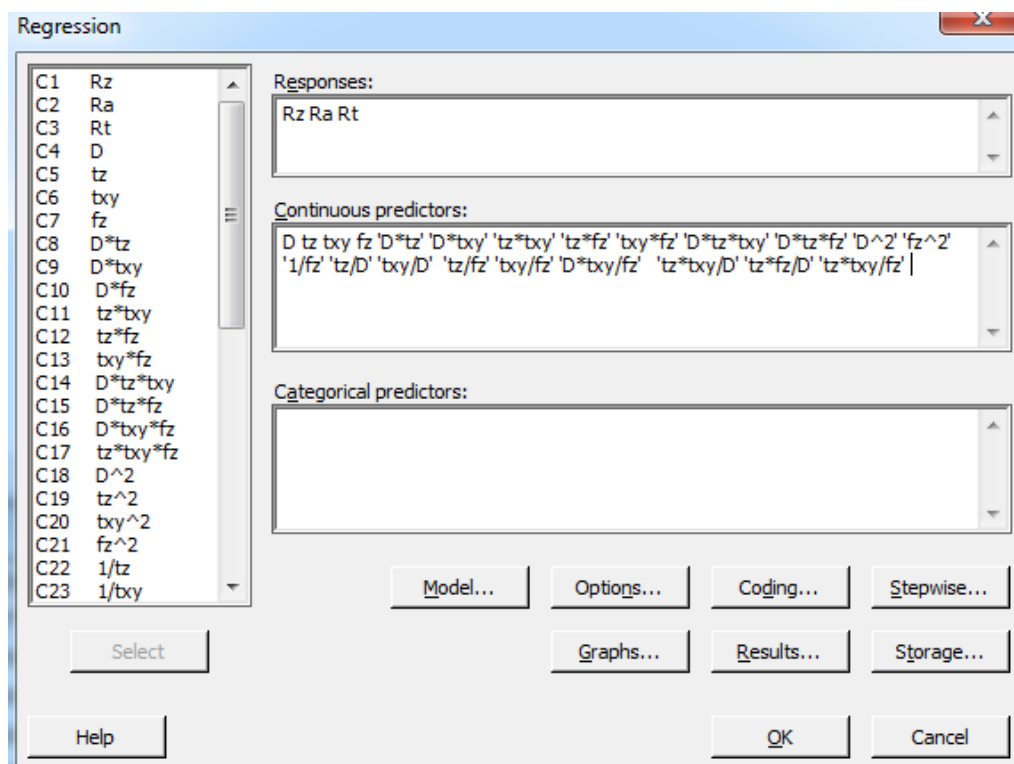 Regression
x
C1 Rz
C2 Ra
C3 Rt
C4 D
C5 tz
C6 txy
C7 fz
C8 D*tz
C9 D*txy
C10 D*fz
C11 tz*txy
C12 tz*fz
C13 txy*fz
C14 D*tz*txy
C15 D*tz*fz
C16 D*txy*fz
C17 tz*txy*fz
C18 D^2
C19 tz^2
C20 txy^2
C21 fz^2
C22 1/tz
C23 1/txy
Select
Help
Responses:
Rz Ra Rt
Continuous predictors:
D tz txy fz 'D*tz' 'D*txy' 'tz*txy' 'tz*fz' 'txy*fz' 'D*tz*txy' 'D*tz*fz' 'D^2' 'fz^2'
'1/fz' 'tz/D' 'txy/D' 'tz/fz' 'txy/fz' 'D*txy/fz' 'tz*txy/D' 'tz*fz/D' 'tz*txy/fz'
Categorical predictors:
Model... Options... Coding... Stepwise...
Graphs... Results... Storage...
OK Cancel